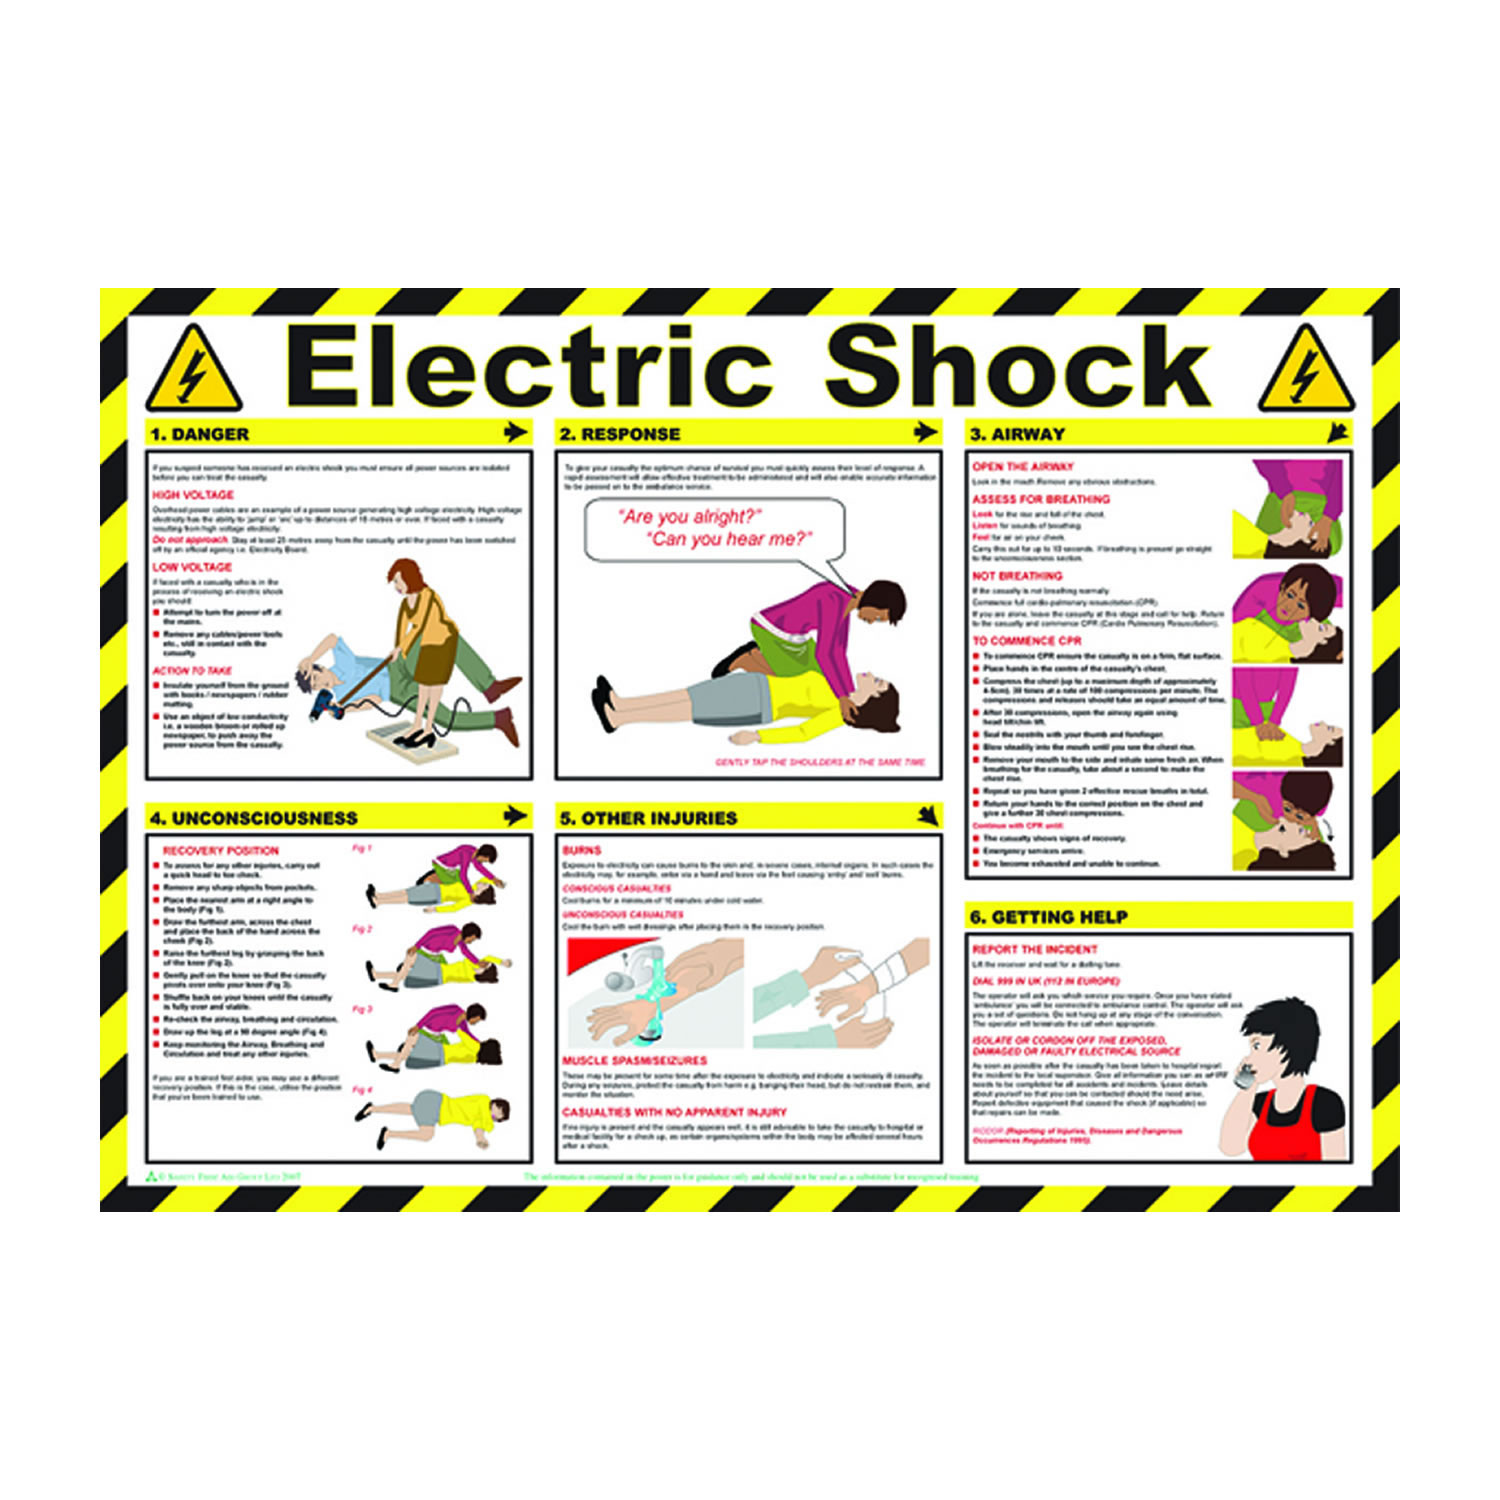 Electric Shock
1. DANGER
If you suspect someone has received an electric shock you must ensure all power sources are isolated
before you can treat the casualty.
HIGH VOLTAGE
Overhead power cables are an example of a power source generating high voltage electricity. High voltage
electricity has the ability to 'jump' or 'arc' up to distances of 18 metres or over. If faced with a casualty
resulting from high voltage electricity:
Do not approach. Stay at least 25 metres away from the casualty until the power has been switched
off by an official agency i.e. Electricity Board.
LOW VOLTAGE
If faced with a casualty who is in the
process of receiving an electric shock
you should:
Attempt to turn the power off at
the mains.
Remove any cables/power tools
etc., still in contact with the
casualty.
ACTION TO TAKE
Insulate yourself from the ground
with books / newspapers / rubber
matting.
Use an object of low conductivity
i.e. a wooden broom or rolled up
newspaper, to push away the
power source from the casualty.
2. RESPONSE
To give your casualty the optimum chance of survival you must quickly assess their level of response. A
rapid assessment will allow effective treatment to be administered and will also enable accurate information
to be passed on to the ambulance service.
"Are you alright?"
"Can you hear me?"
GENTLY TAP THE SHOULDERS AT THE SAME TIME
3. AIRWAY
OPEN THE AIRWAY
Look in the mouth. Remove any obvious obstructions.
ASSESS FOR BREATHING
Look for the rise and fall of the chest.
Listen for sounds of breathing.
Feel for air on your cheek.
Carry this out for up to 10 seconds. If breathing is present go straight
to the unconsciousness section.
NOT BREATHING
If the casualty is not breathing normally:
Commence full cardio-pulmonary resuscitation (CPR).
If you are alone, leave the casualty at this stage and call for help. Return
to the casualty and commence CPR (Cardio Pulmonary Resuscitation).
TO COMMENCE CPR
To commence CPR ensure the casualty is on a firm, flat surface.
Place hands in the centre of the casualty's chest.
Compress the chest (up to a maximum depth of approximately
4-5cm). 30 times at a rate of 100 compressions per minute. The
compressions and releases should take an equal amount of time.
After 30 compressions, open the airway again using
head tilt/chin lift.
Seal the nostrils with your thumb and forefinger.
Blow steadily into the mouth until you see the chest rise.
Remove your mouth to the side and inhale some fresh air. When
breathing for the casualty, take about a second to make the
chest rise.
Repeat so you have given 2 effective rescue breaths in total.
Return your hands to the correct position on the chest and
give a further 30 chest compressions.
Continue with CPR until:
The casualty shows signs of recovery.
Emergency services arrive.
You become exhausted and unable to continue.
4. UNCONSCIOUSNESS
RECOVERY POSITION
To assess for any other injuries, carry out
a quick head to toe check.
Remove any sharp objects from pockets.
Place the nearest arm at a right angle to
the body (Fig 1).
Draw the furthest arm, across the chest
and place the back of the hand across the
cheek (Fig 2).
Raise the furthest leg by grasping the back
of the knee (Fig 2).
Gently pull on the knee so that the casualty
pivots over onto your knee (Fig 3).
Shuffle back on your knees until the casualty
is fully over and stable.
Re-check the airway, breathing and circulation.
Draw up the leg at a 90 degree angle (Fig 4).
Keep monitoring the Airway, Breathing and
Circulation and treat any other injuries.
If you are a trained first aider, you may use a different
recovery position. If this is the case, utilise the position
that you've been trained to use.
Fig 1
Fig 2
Fig 3
Fig 4
5. OTHER INJURIES
BURNS
Exposure to electricity can cause burns to the skin and, in severe cases, internal organs. In such cases the
electricity may, for example, enter via a hand and leave via the feet causing 'entry' and 'exit' burns.
CONSCIOUS CASUALTIES
Cool burns for a minimum of 10 minutes under cold water.
UNCONSCIOUS CASUALTIES
Cool the burn with wet dressings after placing them in the recovery position.
MUSCLE SPASM/SEIZURES
These may be present for some time after the exposure to electricity and indicate a seriously ill casualty.
During any seizures, protect the casualty from harm e.g. banging their head, but do not restrain them, and
monitor the situation.
CASUALTIES WITH NO APPARENT INJURY
If no injury is present and the casualty appears well, it is still advisable to take the casualty to hospital or
medical facility for a check up, as certain organs/systems within the body may be affected several hours
after a shock.
6. GETTING HELP
REPORT THE INCIDENT
Lift the receiver and wait for a dialling tone.
DIAL 999 IN UK (112 IN EUROPE)
The operator will ask you which service you require. Once you have stated
'ambulance' you will be connected to ambulance control. The operator will ask
you a set of questions. Do not hang up at any stage of the conversation.
The operator will terminate the call when appropriate.
ISOLATE OR CORDON OFF THE EXPOSED,
DAMAGED OR FAULTY ELECTRICAL SOURCE
As soon as possible after the casualty has been taken to hospital report
the incident to the local supervisor. Give all information you can as
needs to be completed for all accidents and incidents. Leave details
about yourself so that you can be contacted should the need arise.
Report defective equipment that caused the shock (if applicable) so
that repairs can be made.
RIDDOR (Reporting of Injuries, Diseases and Dangerous
Occurrences Regulations 1995).
© SAFETY FIRST AID GROUP LTD 2007
The information contained in the poster is for guidance only and should not be used as a substitute for recognised training.